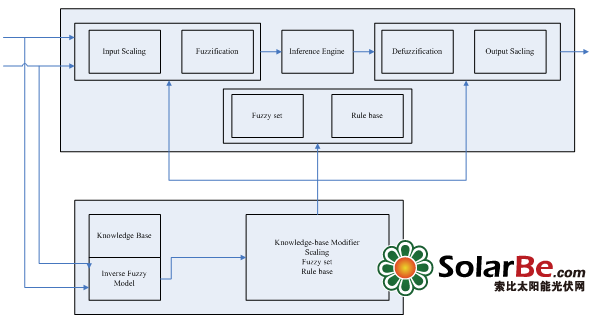 Input Scaling
Fuzzification
Inference Engine
Defuzzification
Output Sacling
Fuzzy set
Rule base
Knowledge Base
Inverse Fuzzy
Model
Knowledge-base Modifier
Scaling
Fuzzy set
Rule base
SolarBe.com
索比太阳能光伏网